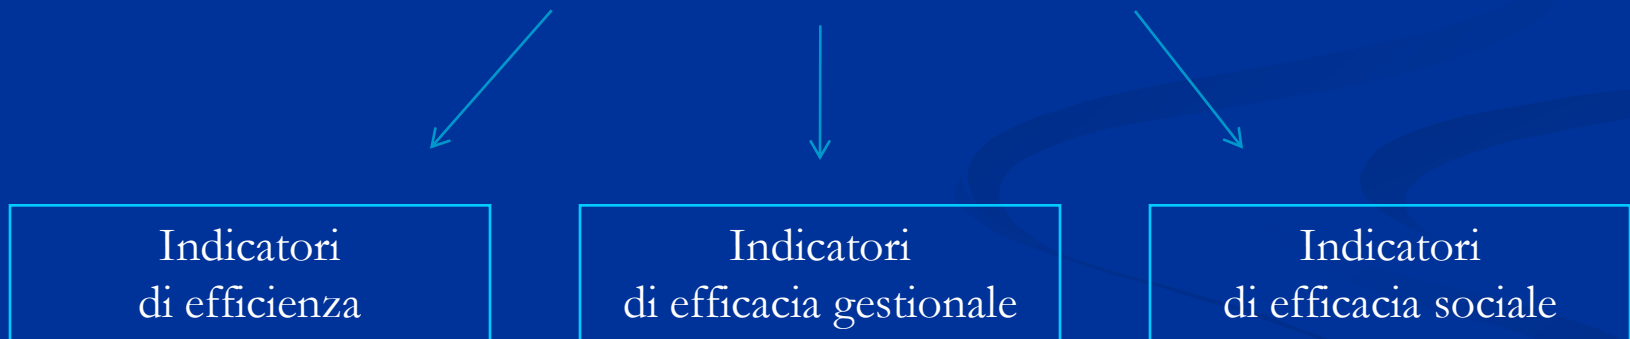 Indicatori
di efficienza
Indicatori
di efficacia gestionale
Indicatori
di efficacia sociale